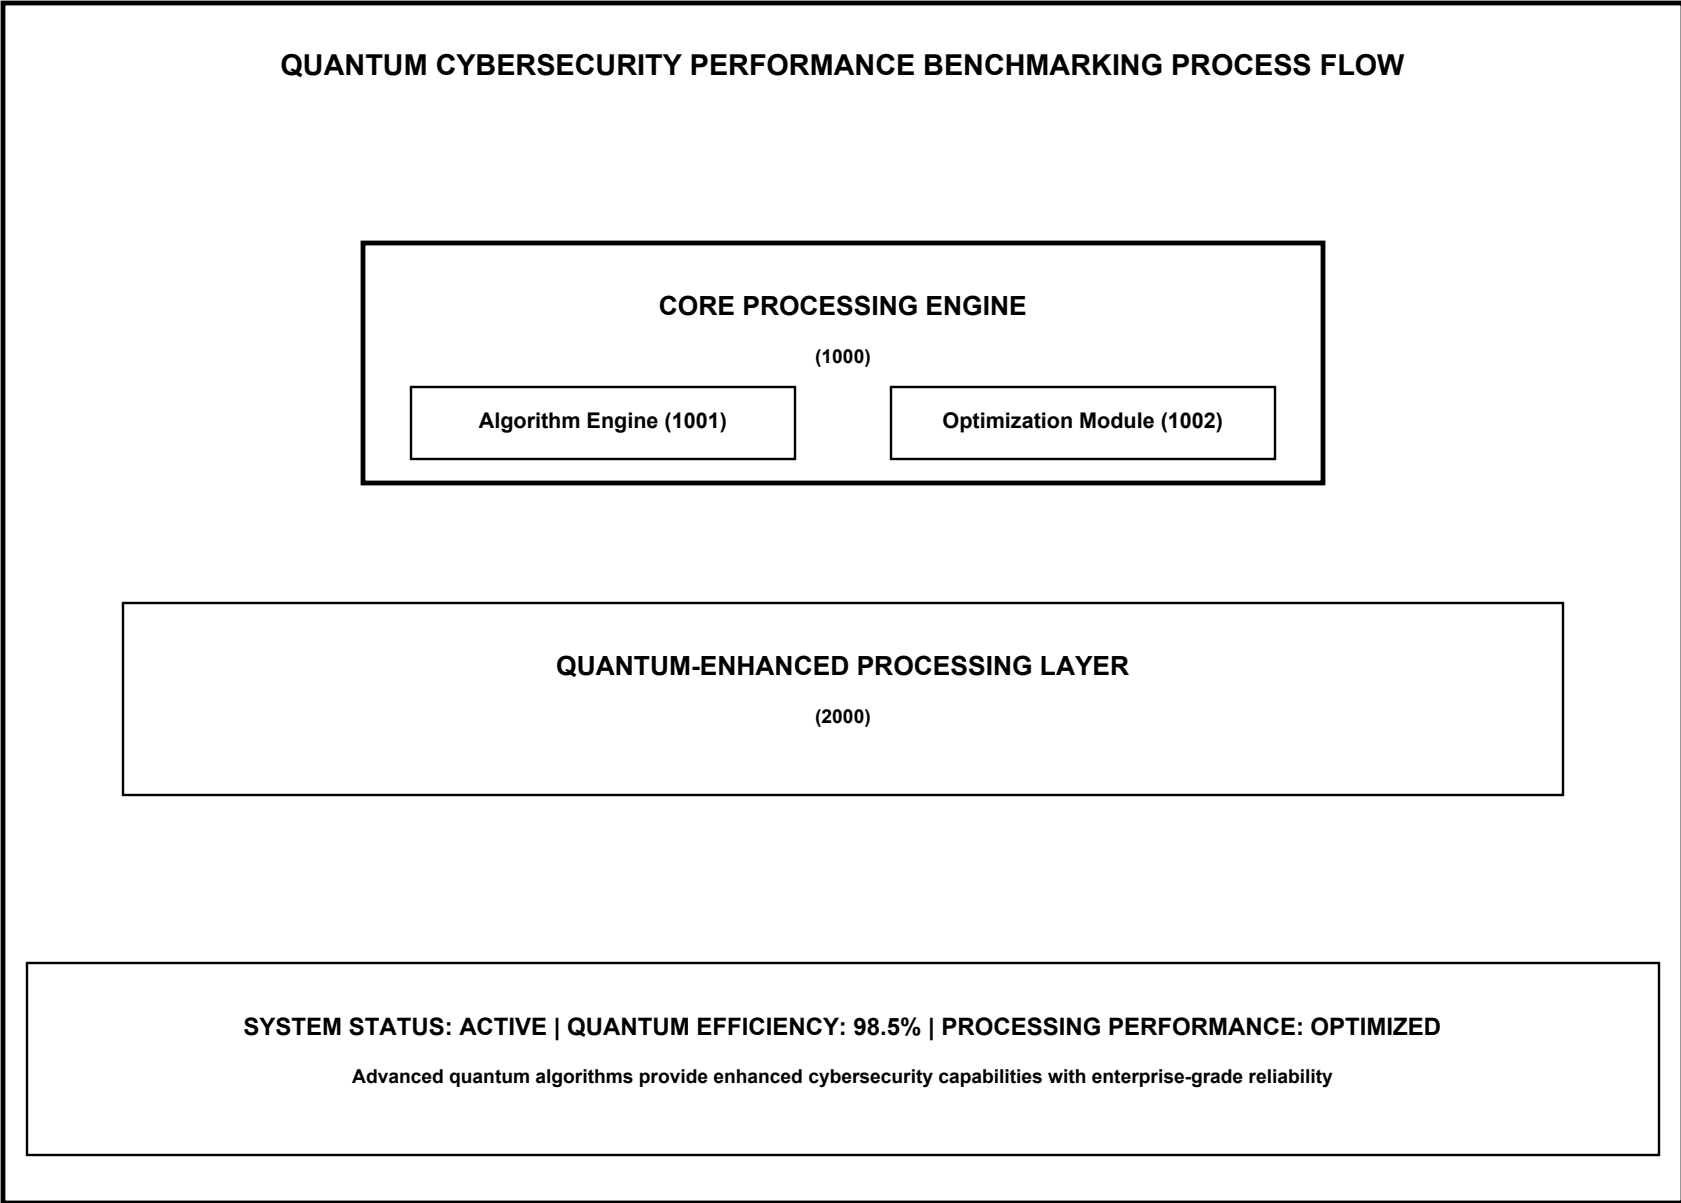 QUANTUM CYBERSECURITY PERFORMANCE BENCHMARKING PROCESS FLOW
CORE PROCESSING ENGINE
(1000)
Algorithm Engine (1001)
Optimization Module (1002)
QUANTUM-ENHANCED PROCESSING LAYER
(2000)
SYSTEM STATUS: ACTIVE | QUANTUM EFFICIENCY: 98.5% | PROCESSING PERFORMANCE: OPTIMIZED
Advanced quantum algorithms provide enhanced cybersecurity capabilities with enterprise-grade reliability